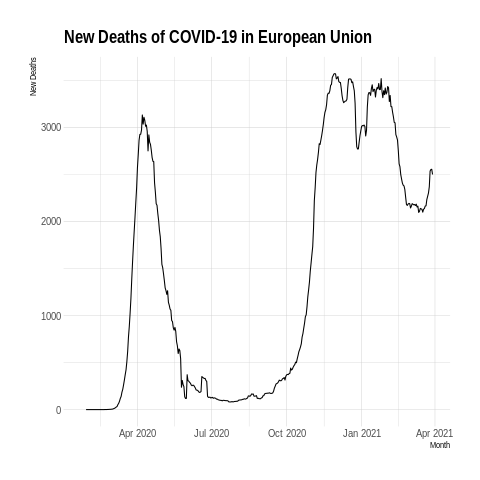 New Deaths of COVID-19 in European Union
New Deaths
3000
2000
1000
0
Apr 2020 Jul 2020 Oct 2020 Jan 2021 Apr 2021
Month